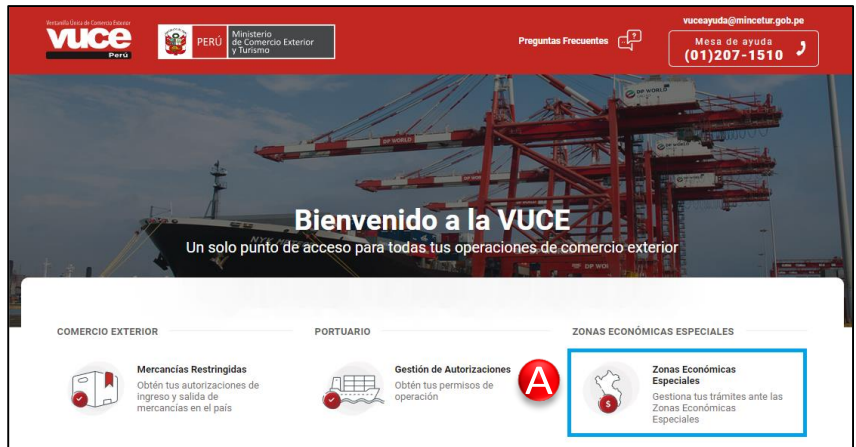 Ventanilla Única de Comercio Exterior
vuce
Perú
PERÚ
Ministerio
de Comercio Exterior
y Turismo
Preguntas Frecuentes
?
vuceayuda@mincetur.gob.pe
Mesa de ayuda
(01)207-1510
DP WORLD
DP WORLD
Bienvenido a la VUCE
Un solo punto de acceso para todas tus operaciones de comercio exterior
COMERCIO EXTERIOR
PORTUARIO
ZONAS ECONÓMICAS ESPECIALES
Mercancías Restringidas
Obtén tus autorizaciones de
ingreso y salida de
mercancías en el país
Gestión de Autorizaciones
Obtén tus permisos de
operación
A
$
Zonas Económicas
Especiales
Gestiona tus trámites ante las
Zonas Económicas
Especiales